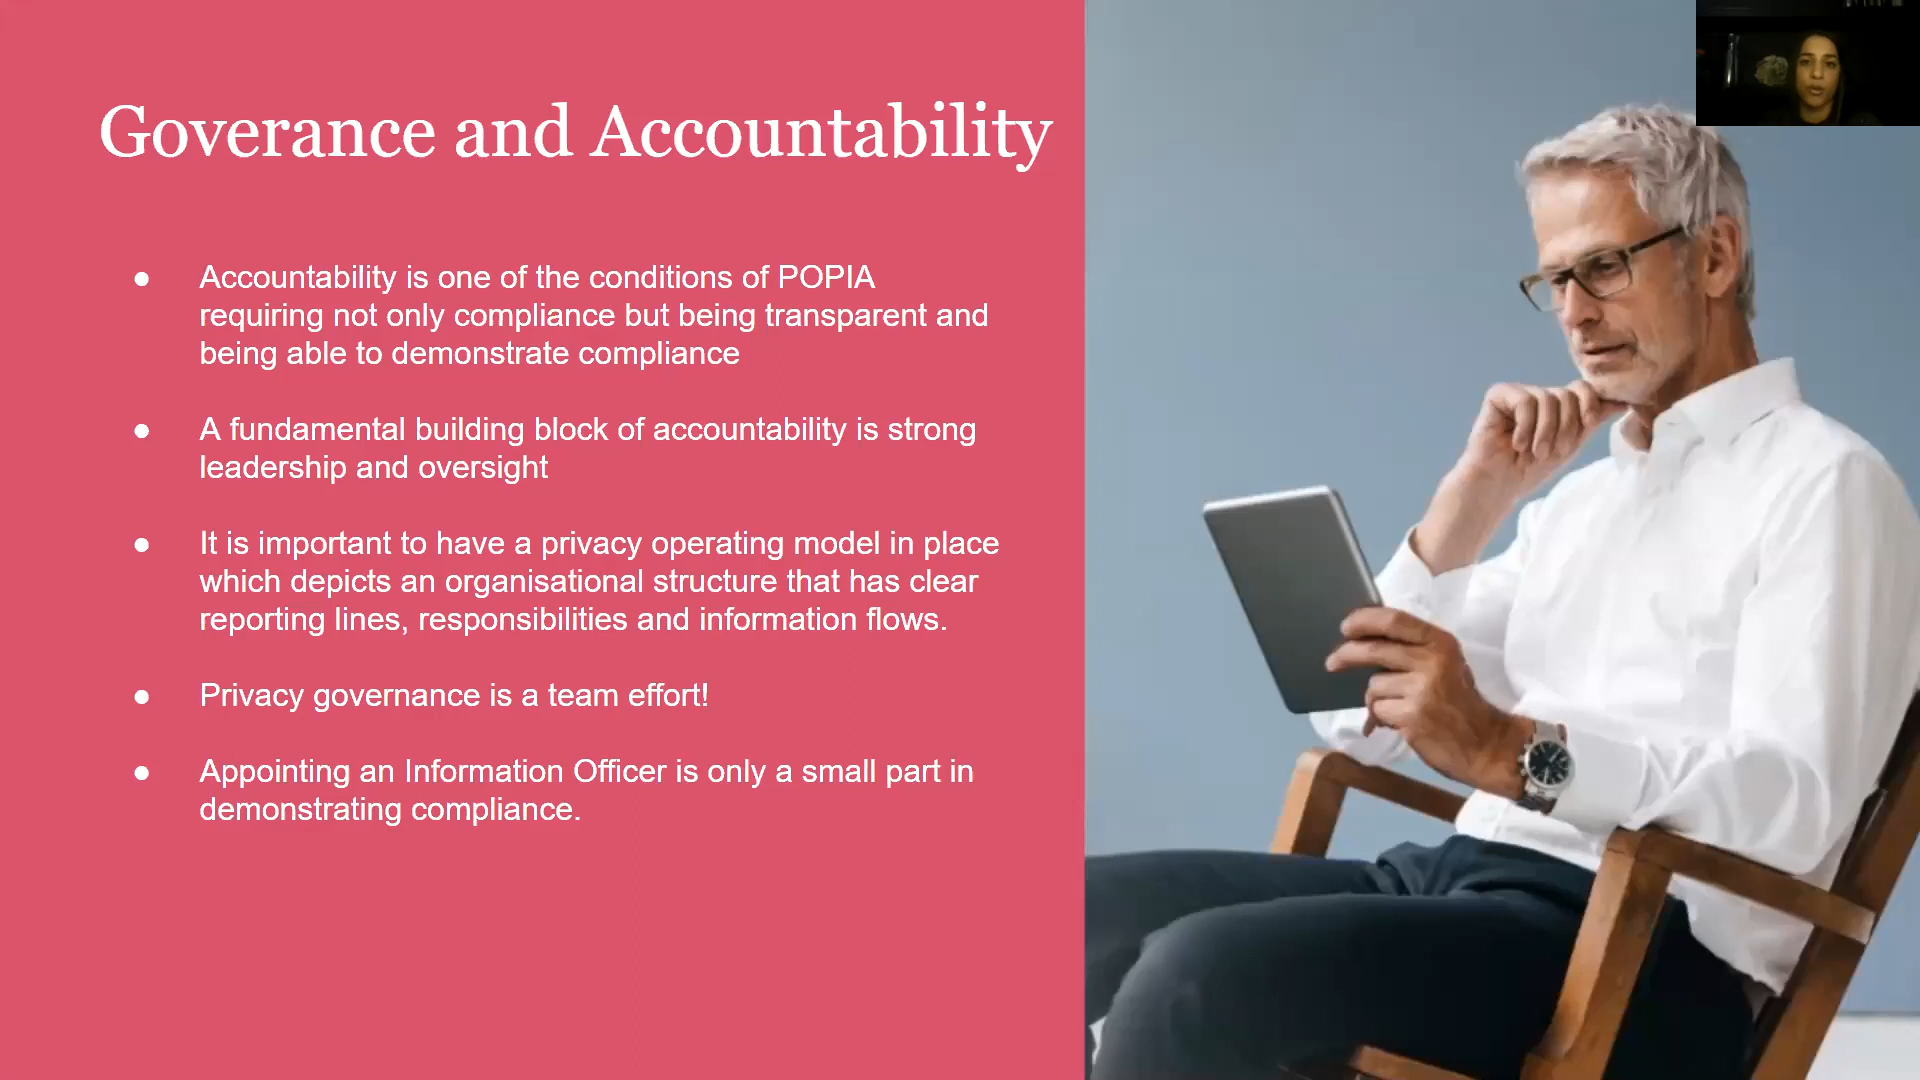 Goverance and Accountability
● Accountability is one of the conditions of POPIA
requiring not only compliance but being transparent and
being able to demonstrate compliance
● A fundamental building block of accountability is strong
leadership and oversight
● It is important to have a privacy operating model in place
which depicts an organisational structure that has clear
reporting lines, responsibilities and information flows.
● Privacy governance is a team effort!
● Appointing an Information Officer is only a small part in
demonstrating compliance.